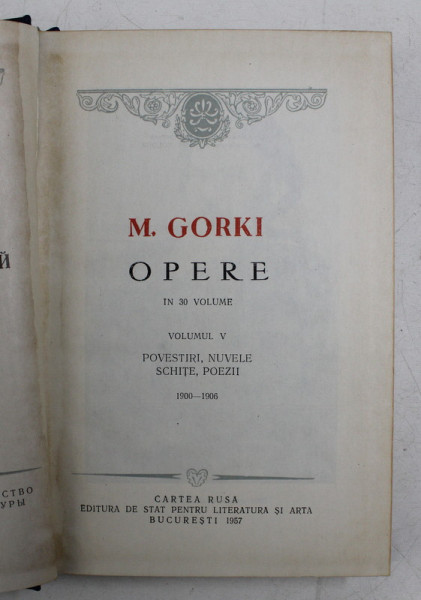 Й
СТВО
УРЫ
M. GORKI
OPERE
ÎN 30 VOLUME
VOLUMUL V
POVESTIRI, NUVELE
SCHIȚE, POEZII
1900—1906
CARTEA RUSA
EDITURA DE STAT PENTRU LITERATURA ȘI ARTA
BUCUREȘTI 1957